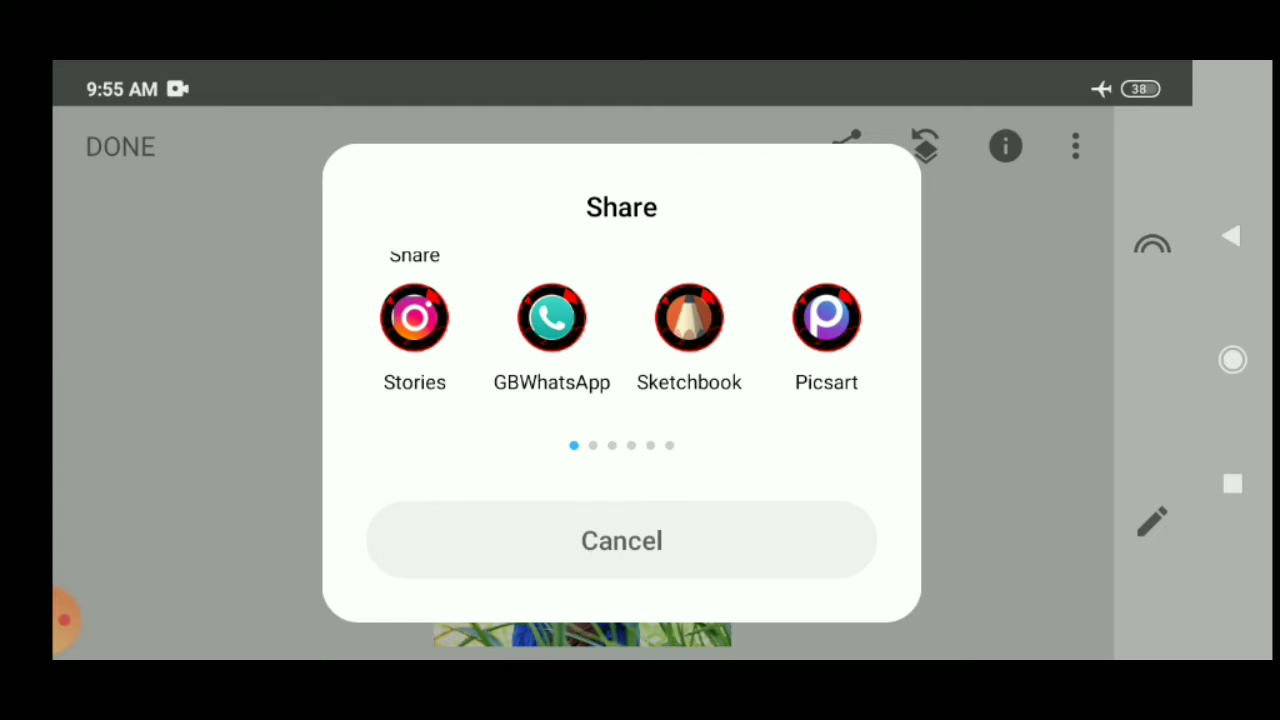 9:55 AM
38
DONE
Share
Share
Stories
GBWhatsApp
Sketchbook
Picsart
Cancel